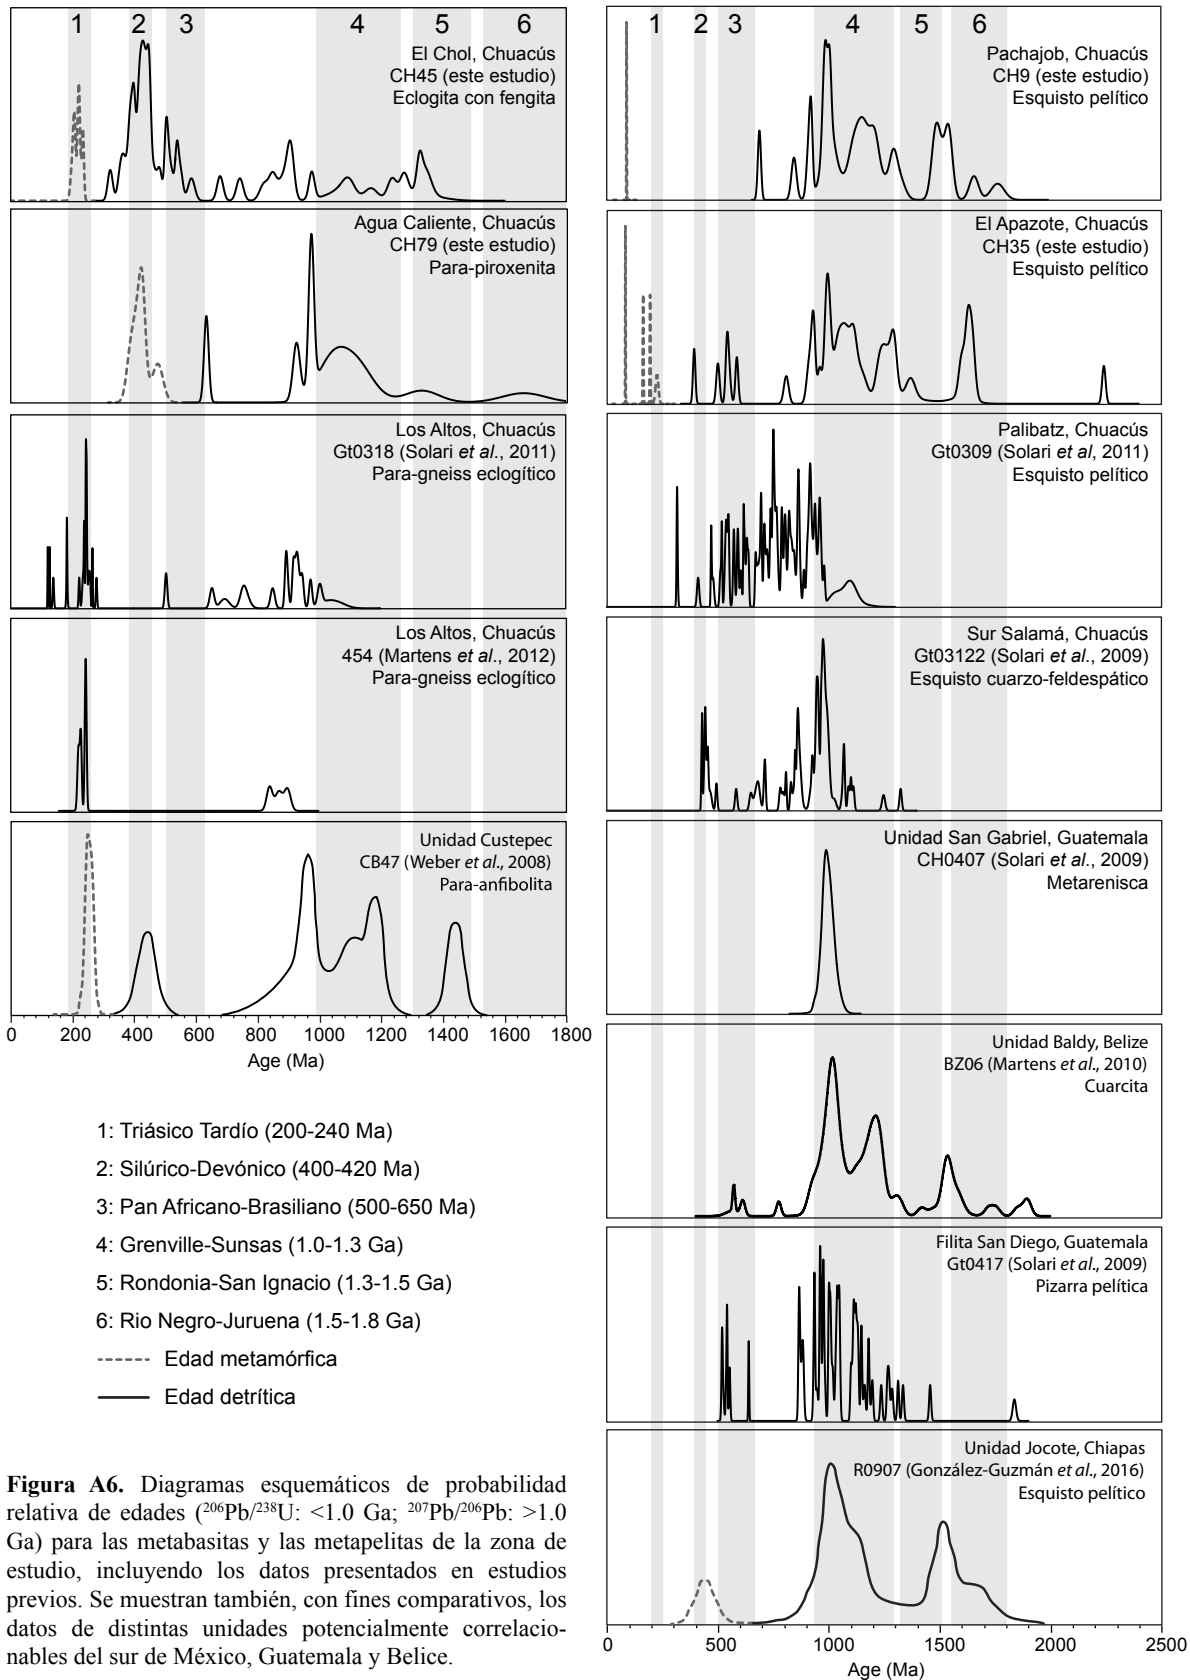 1 2 3 4 5 6
El Chol, Chuacús
CH45 (este estudio)
Eclogita con fengita
Agua Caliente, Chuacús
CH79 (este estudio)
Para-piroxenita
Los Altos, Chuacús
Gt0318 (Solari et al., 2011)
Para-gneiss eclogítico
Los Altos, Chuacús
454 (Martens et al., 2012)
Para-gneiss eclogítico
Unidad Custepec
CB47 (Weber et al., 2008)
Para-anfibolita
0 200 400 600 800 1000 1200 1400 1600 1800
Age (Ma)
1: Triásico Tardío (200-240 Ma)
2: Silúrico-Devónico (400-420 Ma)
3: Pan Africano-Brasiliano (500-650 Ma)
4: Grenville-Sunsas (1.0-1.3 Ga)
5: Rondonia-San Ignacio (1.3-1.5 Ga)
6: Rio Negro-Juruena (1.5-1.8 Ga)
Edad metamórfica
Edad detrítica
Figura A6. Diagramas esquemáticos de probabilidad
relativa de edades (²⁰⁶Pb/²³⁸U: <1.0 Ga; ²⁰⁷Pb/²⁰⁶Pb: >1.0
Ga) para las metabasitas y las metapelitas de la zona de
estudio, incluyendo los datos presentados en estudios
previos. Se muestran también, con fines comparativos, los
datos de distintas unidades potencialmente correlacio-
nables del sur de México, Guatemala y Belice.
1 2 3 4 5 6
Pachajob, Chuacús
CH9 (este estudio)
Esquisto pelítico
El Apazote, Chuacús
CH35 (este estudio)
Esquisto pelítico
Palibatz, Chuacús
Gt0309 (Solari et al, 2011)
Esquisto pelítico
Sur Salamá, Chuacús
Gt03122 (Solari et al., 2009)
Esquisto cuarzo-feldespático
Unidad San Gabriel, Guatemala
CH0407 (Solari et al., 2009)
Metarenisca
Unidad Baldy, Belize
BZ06 (Martens et al., 2010)
Cuarcita
Filita San Diego, Guatemala
Gt0417 (Solari et al., 2009)
Pizarra pelítica
Unidad Jocote, Chiapas
R0907 (González-Guzmán et al., 2016)
Esquisto pelítico
0 500 1000 1500 2000 2500
Age (Ma)